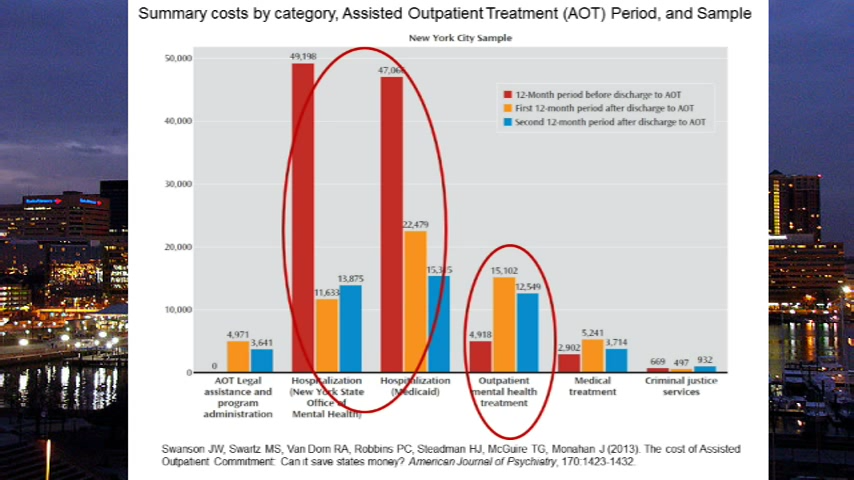 Summary costs by category, Assisted Outpatient Treatment (AOT) Period, and Sample
New York City Sample
50,000
40,000
30,000
20,000
10,000
0
12-Month period before discharge to AOT
First 12-month period after discharge to AOT
Second 12-month period after discharge to AOT
0
4,971
3,641
49,198
11,633
13,875
22,479
4,918
15,102
12,549
2,902
5,241
3,714
669
497
932
AOT Legal
assistance and
program
administration
Hospitalization
(New York State
Office of
Mental Health)
Hospitalization
(Medicaid)
Outpatient
mental health
treatment
Medical
treatment
Criminal justice
services
Swanson JW, Swartz MS, Van Dorn RA, Robbins PC, Steadman HJ, McGuire TG, Monahan J (2013). The cost of Assisted
Outpatient Commitment: Can it save states money? American Journal of Psychiatry, 170:1423-1432.